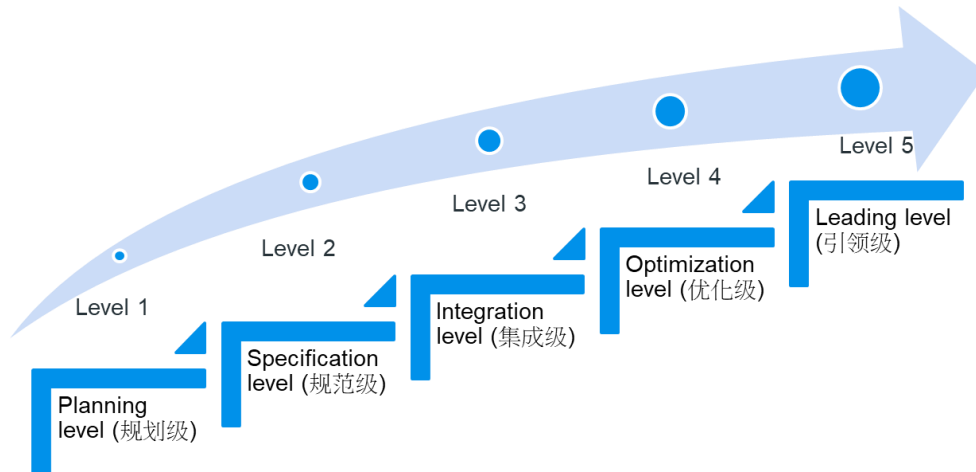 Level 1
Level 2
Level 3
Level 4
Level 5
Planning
level (规划级)
Specification
level (规范级)
Integration
level (集成级)
Optimization
level (优化级)
Leading level
(引领级)